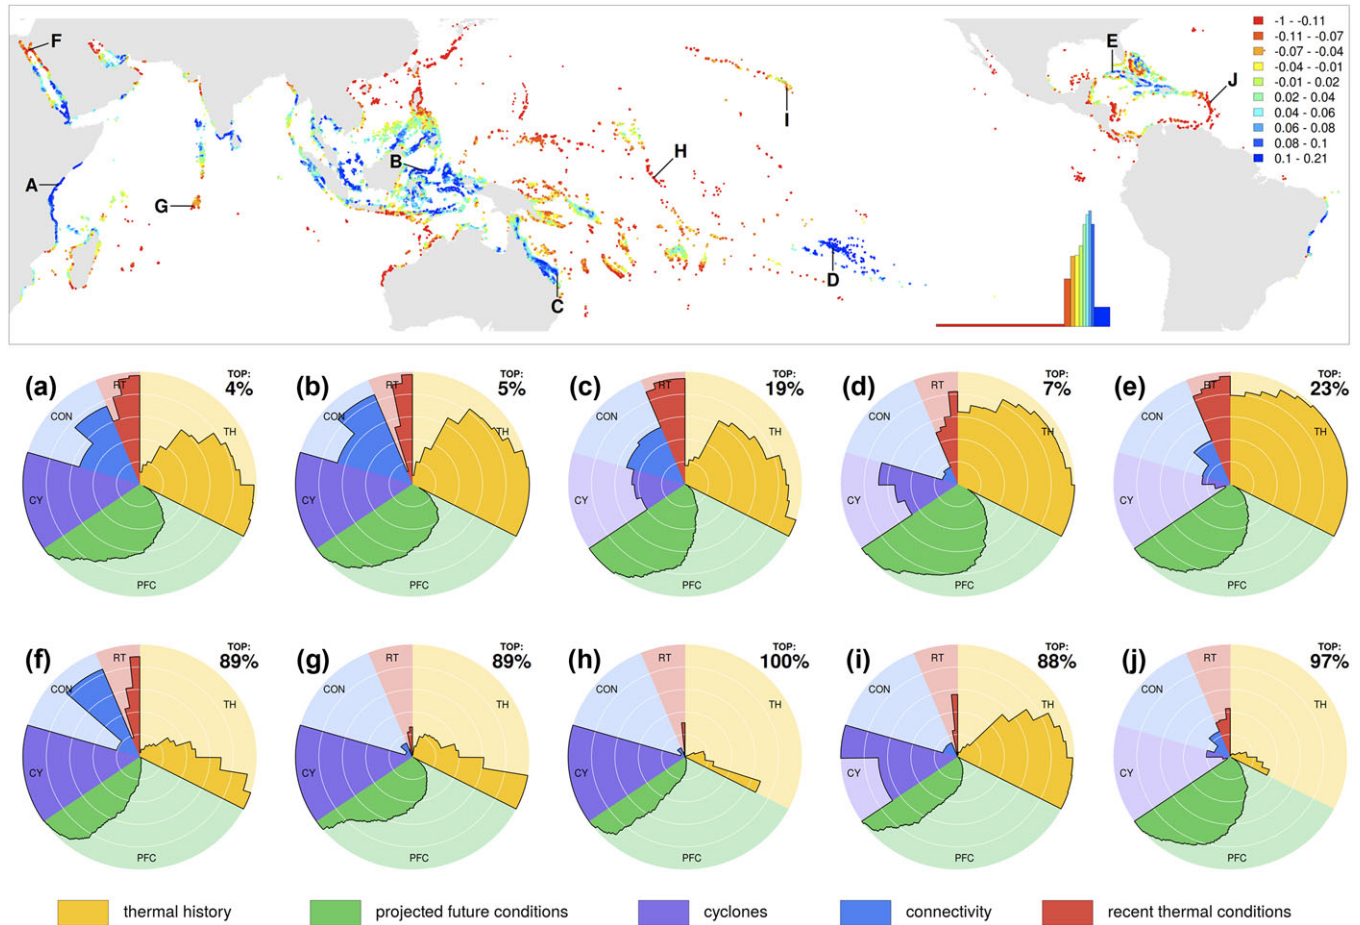 F
A
G
B
C
H
I
D
E
J
-1 - -0.11
-0.11 - -0.07
-0.07 - -0.04
-0.04 - -0.01
-0.01 - 0.02
0.02 - 0.04
0.04 - 0.06
0.06 - 0.08
0.08 - 0.1
0.1 - 0.21
(a)
TOP:
4%
RT
CON
TH
CY
PFC
(b)
TOP:
5%
RT
CON
TH
CY
PFC
(c)
TOP:
19%
RT
CON
TH
CY
PFC
(d)
TOP:
7%
RT
CON
TH
CY
PFC
(e)
TOP:
23%
RT
CON
TH
CY
PFC
(f)
TOP:
89%
RT
CON
TH
CY
PFC
(g)
TOP:
89%
RT
CON
TH
CY
PFC
(h)
TOP:
100%
RT
CON
TH
CY
PFC
(i)
TOP:
88%
RT
CON
TH
CY
PFC
(j)
TOP:
97%
RT
CON
TH
CY
PFC
thermal history
projected future conditions
cyclones
connectivity
recent thermal conditions